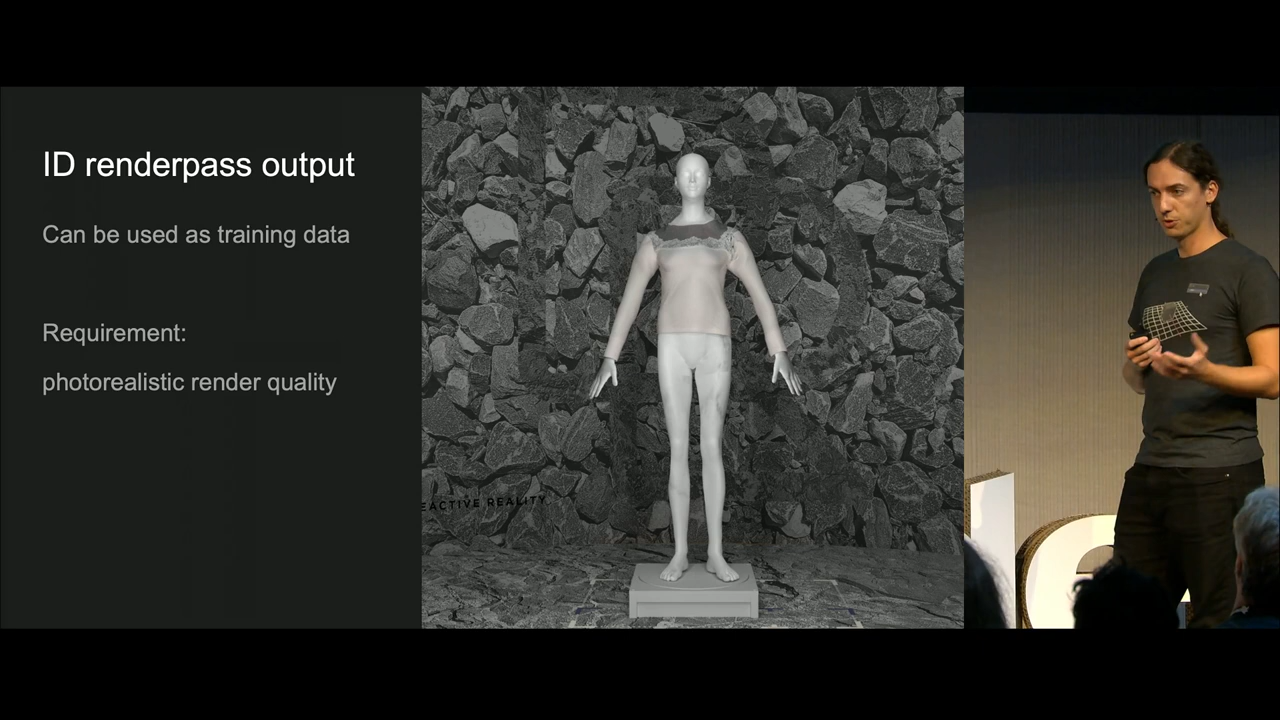 ID renderpass output
Can be used as training data
Requirement:
photorealistic render quality
EACTIVE REALITY